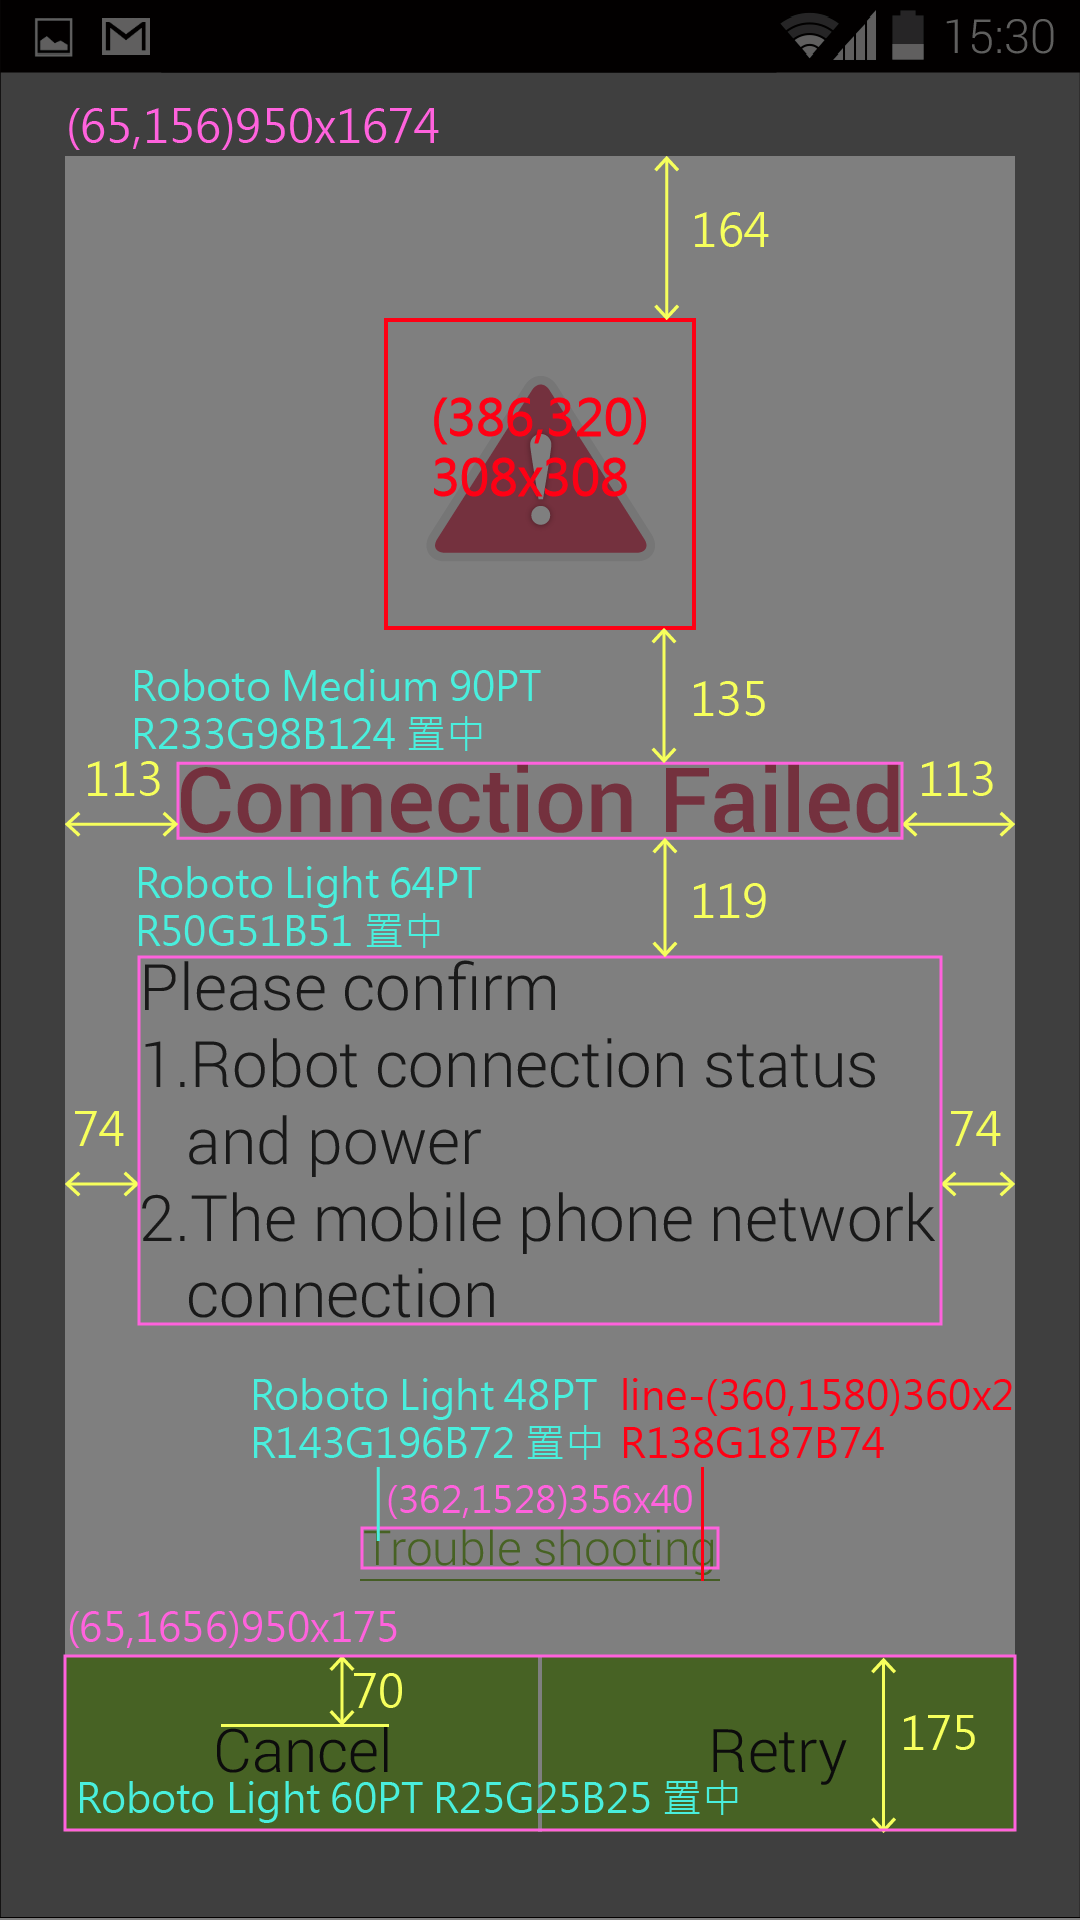 15:30
(65,156)950x1674
164
(386,320)
308x308
135
Roboto Medium 90PT
R233G98B124 置中
113
113
Connection Failed
119
Roboto Light 64PT
R50G51B51 置中
Please confirm
1.Robot connection status
and power
74
74
2.The mobile phone network
connection
Roboto Light 48PT
R143G196B72 置中
line-(360,1580)360x2
R138G187B74
(362,1528)356x40
Trouble shooting
(65,1656)950x175
70
175
Cancel
Retry
Roboto Light 60PT R25G25B25 置中